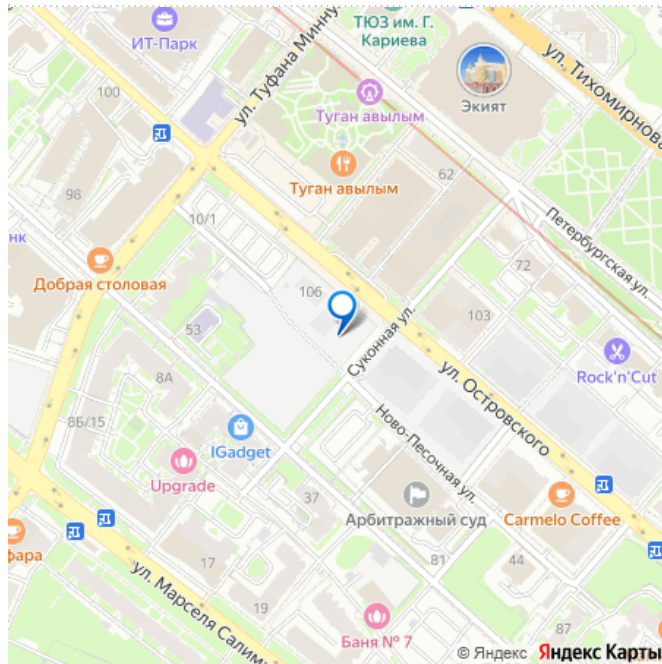 ТЮЗ им. Г.
Кариева
ИТ-Парк
ул. Тихомирнова
Экият
100
ул. Туфана Минну
Туган авылым
Туган авылым
62
98
10/1
Петербургская ул.
нк
Добрая столовая
72
106
103
53
Суконная ул.
Rock'n'Cut
8А
ул. Островского
8Б/15
IGadget
Ново-Песочная ул.
Upgrade
37
Арбитражный суд
Carmelo Coffee
фара
17
81
44
ул. Марселя Салиму
19
87
Баня № 7
© Яндекс Яндекс Карты